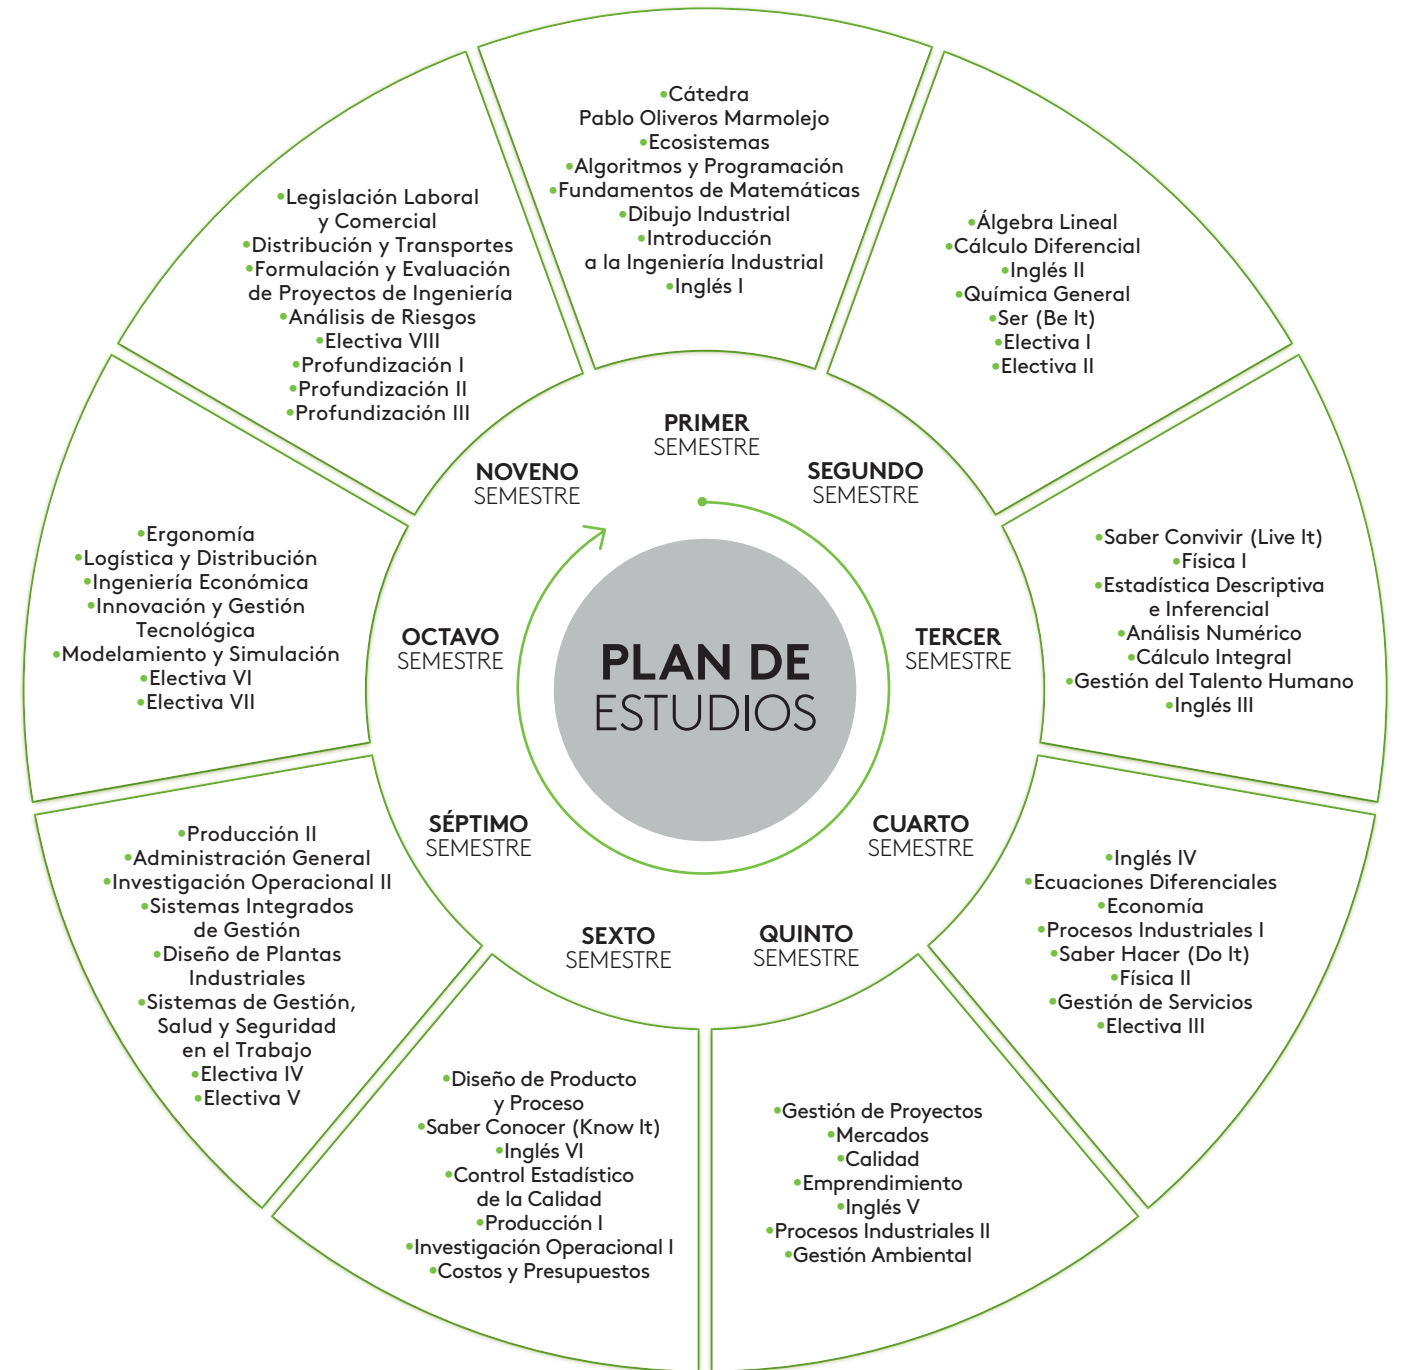 PLAN DE
ESTUDIOS
PRIMER
SEMESTRE
•Cátedra
Pablo Oliveros Marmolejo
•Ecosistemas
•Algoritmos y Programación
•Fundamentos de Matemáticas
•Dibujo Industrial
•Introducción
a la Ingeniería Industrial
•Inglés I
SEGUNDO
SEMESTRE
•Álgebra Lineal
•Cálculo Diferencial
•Inglés II
•Química General
•Ser (Be It)
•Electiva I
•Electiva II
TERCER
SEMESTRE
•Saber Convivir (Live It)
•Física I
•Estadística Descriptiva
e Inferencial
•Análisis Numérico
•Cálculo Integral
•Gestión del Talento Humano
•Inglés III
CUARTO
SEMESTRE
•Inglés IV
•Ecuaciones Diferenciales
•Economía
•Procesos Industriales I
•Saber Hacer (Do It)
•Física II
•Gestión de Servicios
•Electiva III
QUINTO
SEMESTRE
•Gestión de Proyectos
•Mercados
•Calidad
•Emprendimiento
•Inglés V
•Procesos Industriales II
•Gestión Ambiental
SEXTO
SEMESTRE
•Diseño de Producto
y Proceso
•Saber Conocer (Know It)
•Inglés VI
•Control Estadístico
de la Calidad
•Producción I
•Investigación Operacional I
•Costos y Presupuestos
SÉPTIMO
SEMESTRE
•Producción II
•Administración General
•Investigación Operacional II
•Sistemas Integrados
de Gestión
•Diseño de Plantas
Industriales
•Sistemas de Gestión,
Salud y Seguridad
en el Trabajo
•Electiva IV
•Electiva V
OCTAVO
SEMESTRE
•Ergonomía
•Logística y Distribución
•Ingeniería Económica
•Innovación y Gestión
Tecnológica
•Modelamiento y Simulación
•Electiva VI
•Electiva VII
NOVENO
SEMESTRE
•Legislación Laboral
y Comercial
•Distribución y Transportes
•Formulación y Evaluación
de Proyectos de Ingeniería
•Análisis de Riesgos
•Electiva VIII
•Profundización I
•Profundización II
•Profundización III